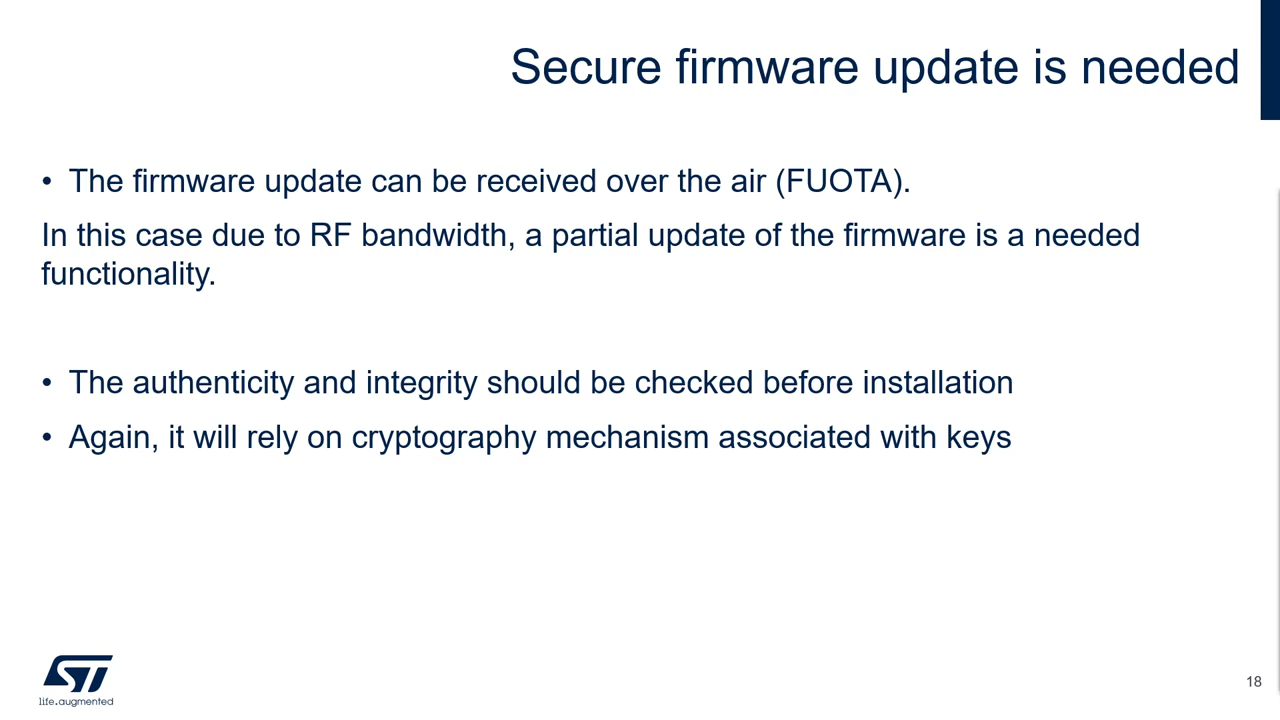 Secure firmware update is needed
• The firmware update can be received over the air (FUOTA).
In this case due to RF bandwidth, a partial update of the firmware is a needed
functionality.
• The authenticity and integrity should be checked before installation
• Again, it will rely on cryptography mechanism associated with keys
ST
life.augmented
18